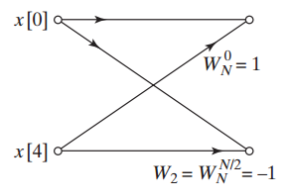 x[0]
W_N^0 = 1
x[4]
W_2 = W_N^{N/2} = –1